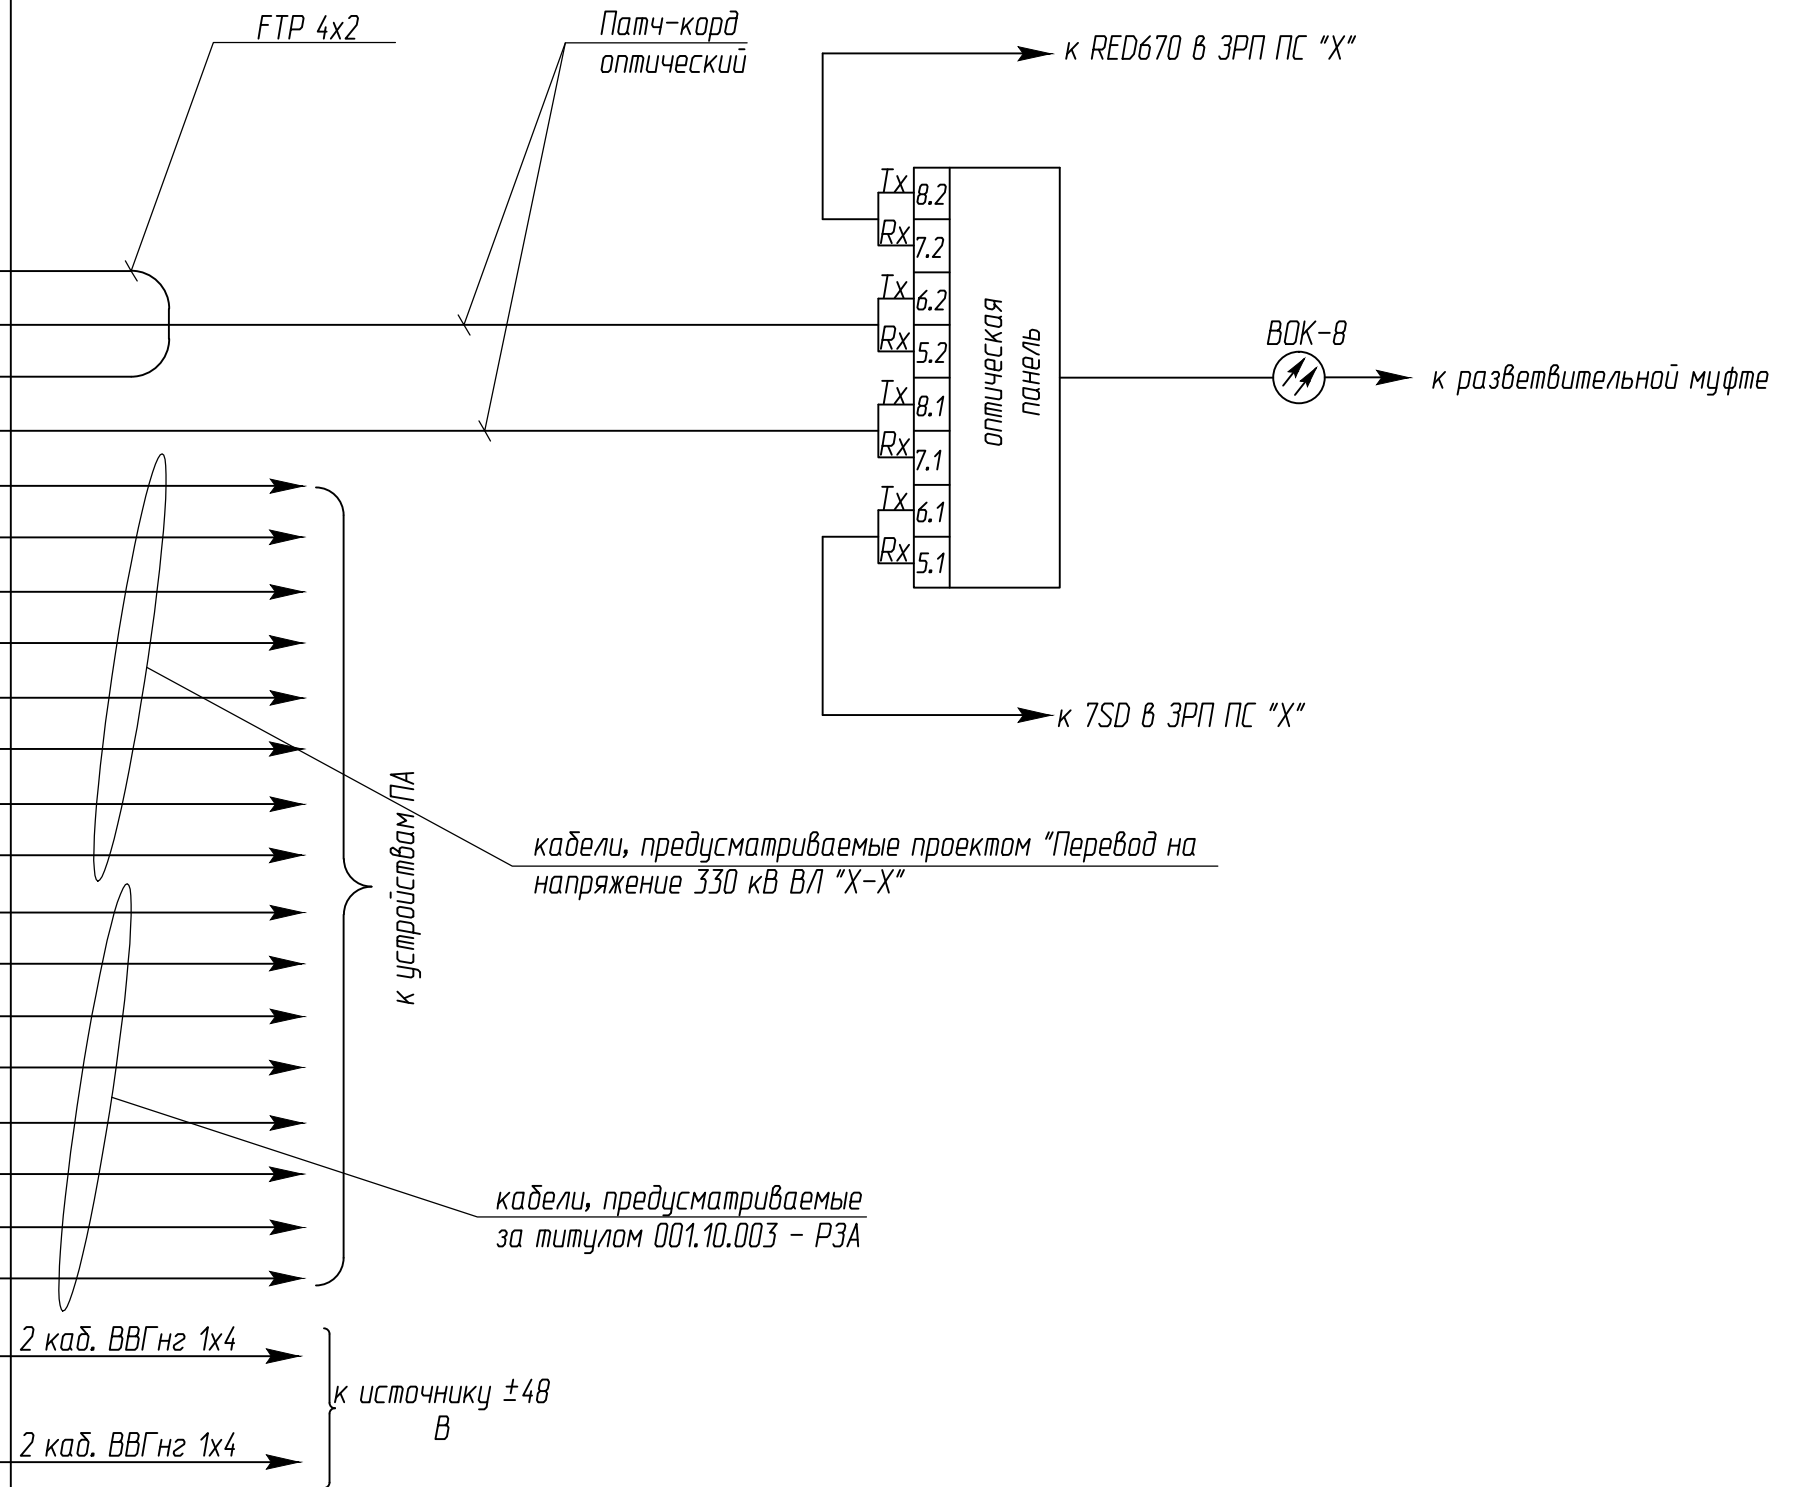 FTP 4х2
Патч-корд
оптический
к RED670 в ЗРП ПС "Х"
Tx
8.2
Rx
7.2
Tx
6.2
Rx
5.2
Tx
8.1
Rx
7.1
Tx
6.1
Rx
5.1
оптическая
панель
ВОК-8
к разветвительной муфте
к 7SD в ЗРП ПС "Х"
к устройствам ПА
кабели, предусматриваемые проектом "Перевод на
напряжение 330 кВ ВЛ "Х-Х"
кабели, предусматриваемые
за титулом 001.10.003 - РЗА
2 каб. ВВГнг 1х4
к источнику ±48
В
2 каб. ВВГнг 1х4